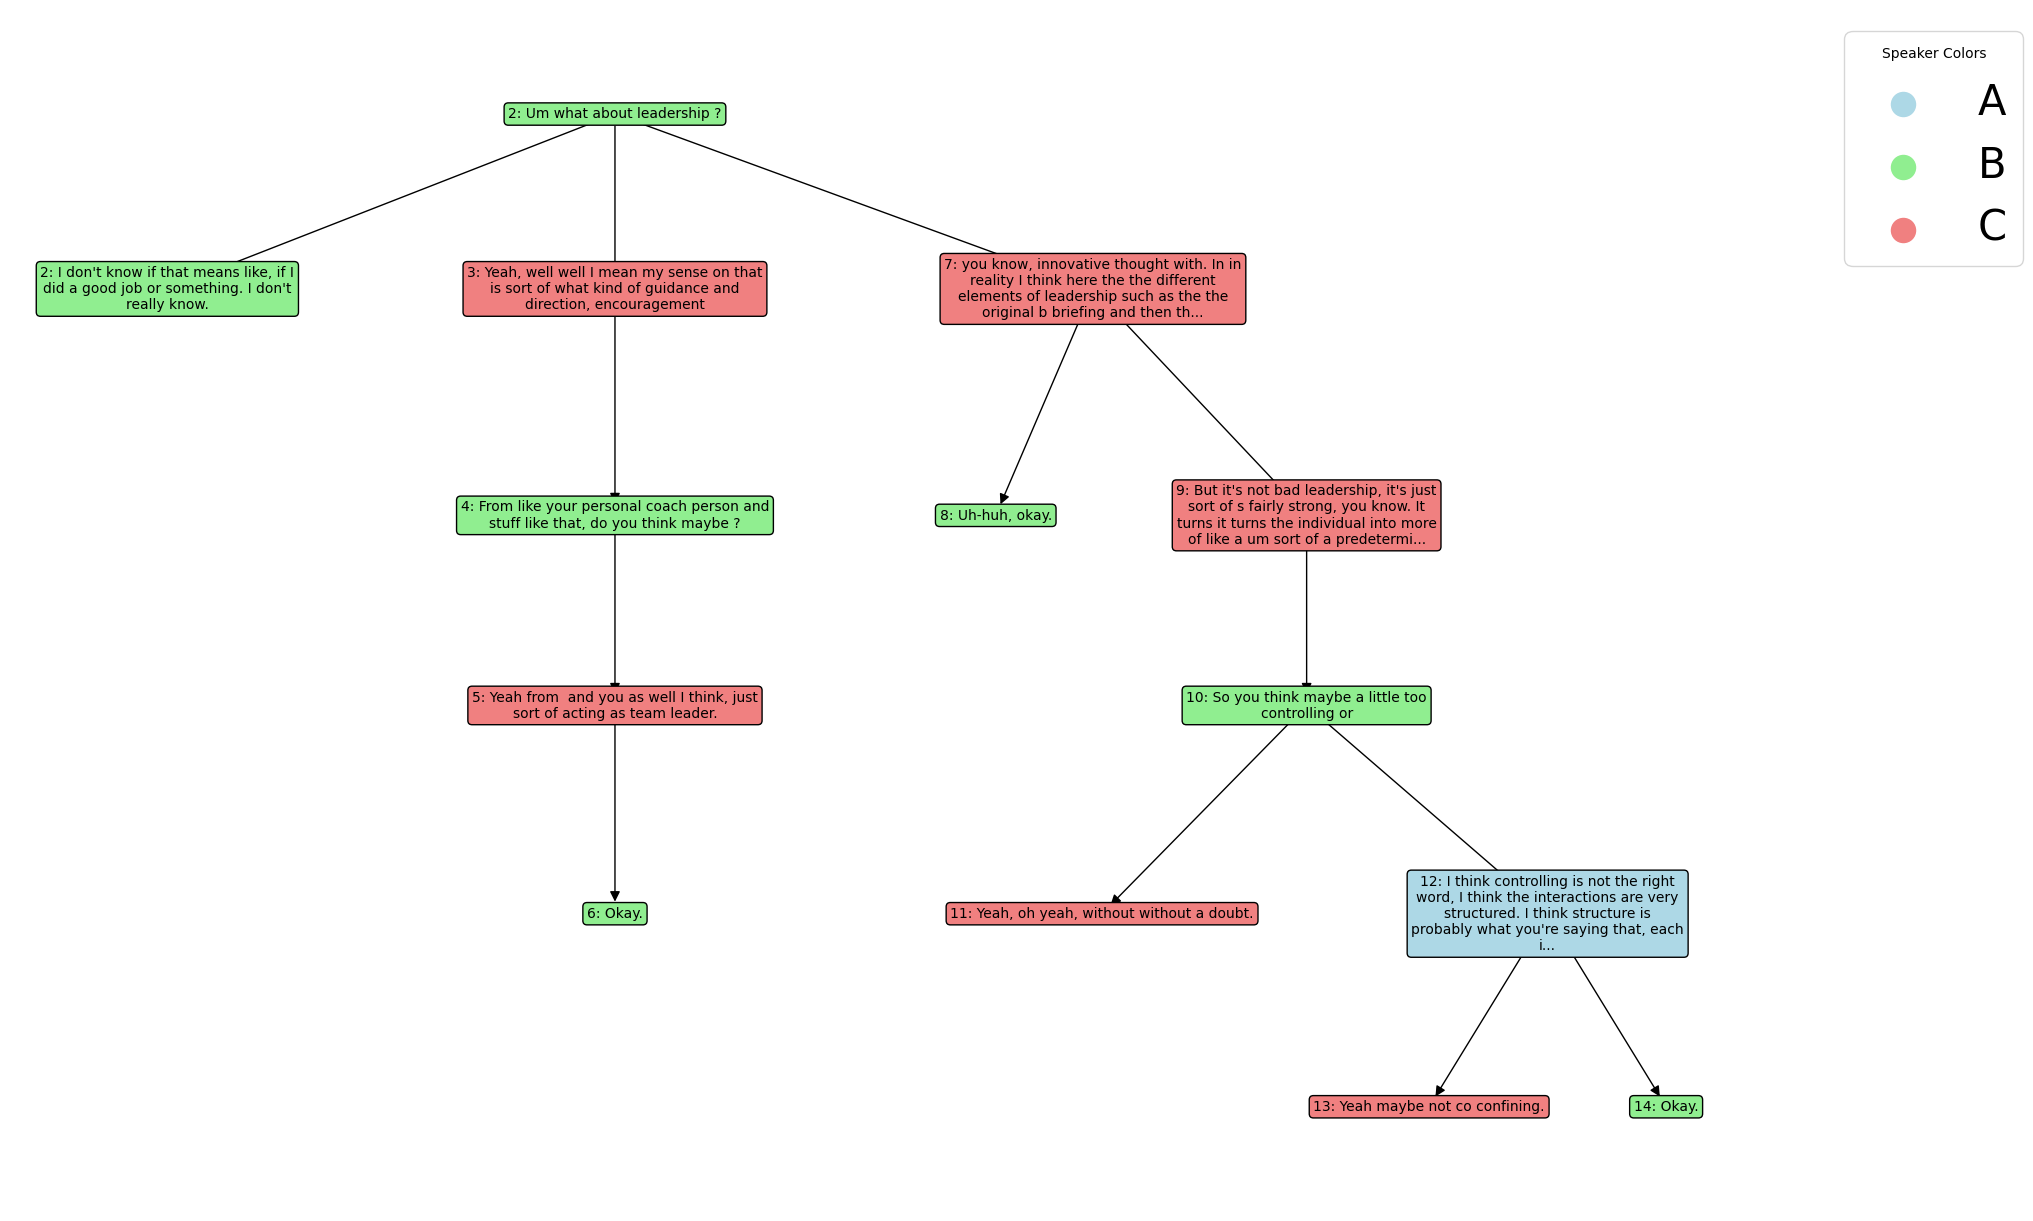 Speaker Colors
A
B
C
2: Um what about leadership ?
2: I don't know if that means like, if I
did a good job or something. I don't
really know.
3: Yeah, well well I mean my sense on that
is sort of what kind of guidance and
direction, encouragement
7: you know, innovative thought with. In in
reality I think here the the different
elements of leadership such as the the
original b briefing and then th...
4: From like your personal coach person and
stuff like that, do you think maybe ?
8: Uh-huh, okay.
9: But it's not bad leadership, it's just
sort of s fairly strong, you know. It
turns it turns the individual into more
of like a um sort of a predetermi...
5: Yeah from  and you as well I think, just
sort of acting as team leader.
10: So you think maybe a little too
controlling or
6: Okay.
11: Yeah, oh yeah, without without a doubt.
12: I think controlling is not the right
word, I think the interactions are very
structured. I think structure is
probably what you're saying that, each
i...
13: Yeah maybe not co confining.
14: Okay.